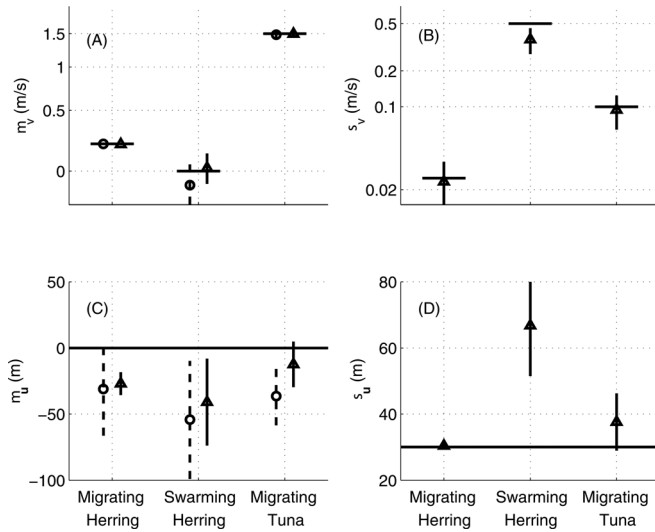 (A)
1.5
1
0.5
0
m_v (m/s)
(B)
0.5
0.2
0.1
0.02
s_v (m/s)
(C)
50
0
−50
−100
m_u (m)
Migrating Swarming Migrating
Herring Herring Tuna
(D)
80
60
40
20
s_u (m)
Migrating Swarming Migrating
Herring Herring Tuna